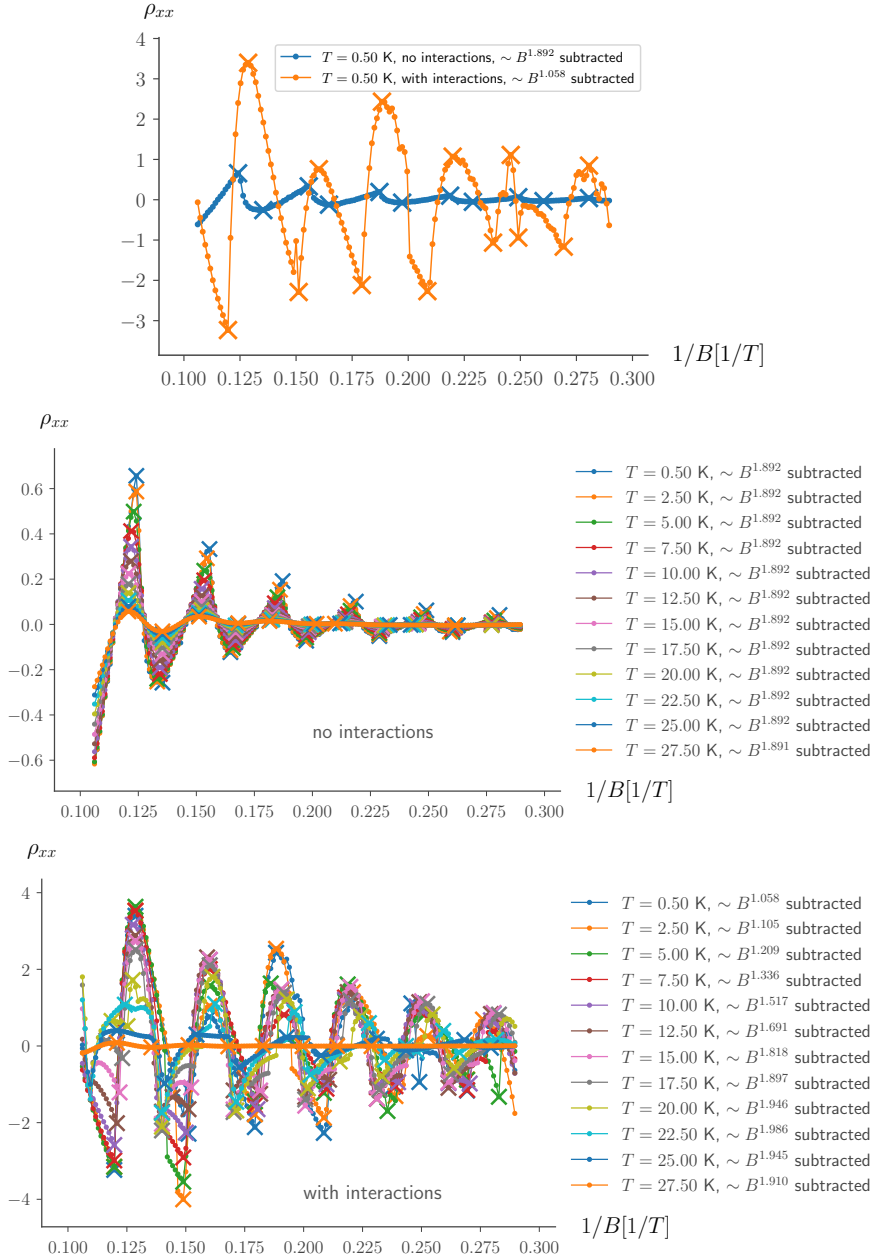 ρxx
T = 0.50 K, no interactions, ~ B^1.892 subtracted
T = 0.50 K, with interactions, ~ B^1.058 subtracted
4
3
2
1
0
−1
−2
−3
0.100 0.125 0.150 0.175 0.200 0.225 0.250 0.275 0.300
1/B[1/T]
ρxx
0.6
0.4
0.2
0.0
−0.2
−0.4
−0.6
T = 0.50 K, ~ B^1.892 subtracted
T = 2.50 K, ~ B^1.892 subtracted
T = 5.00 K, ~ B^1.892 subtracted
T = 7.50 K, ~ B^1.892 subtracted
T = 10.00 K, ~ B^1.892 subtracted
T = 12.50 K, ~ B^1.892 subtracted
T = 15.00 K, ~ B^1.892 subtracted
T = 17.50 K, ~ B^1.892 subtracted
T = 20.00 K, ~ B^1.892 subtracted
T = 22.50 K, ~ B^1.892 subtracted
T = 25.00 K, ~ B^1.892 subtracted
T = 27.50 K, ~ B^1.891 subtracted
no interactions
0.100 0.125 0.150 0.175 0.200 0.225 0.250 0.275 0.300
1/B[1/T]
ρxx
4
2
0
−2
−4
T = 0.50 K, ~ B^1.058 subtracted
T = 2.50 K, ~ B^1.105 subtracted
T = 5.00 K, ~ B^1.209 subtracted
T = 7.50 K, ~ B^1.336 subtracted
T = 10.00 K, ~ B^1.517 subtracted
T = 12.50 K, ~ B^1.691 subtracted
T = 15.00 K, ~ B^1.818 subtracted
T = 17.50 K, ~ B^1.897 subtracted
T = 20.00 K, ~ B^1.946 subtracted
T = 22.50 K, ~ B^1.986 subtracted
T = 25.00 K, ~ B^1.945 subtracted
T = 27.50 K, ~ B^1.910 subtracted
with interactions
0.100 0.125 0.150 0.175 0.200 0.225 0.250 0.275 0.300
1/B[1/T]